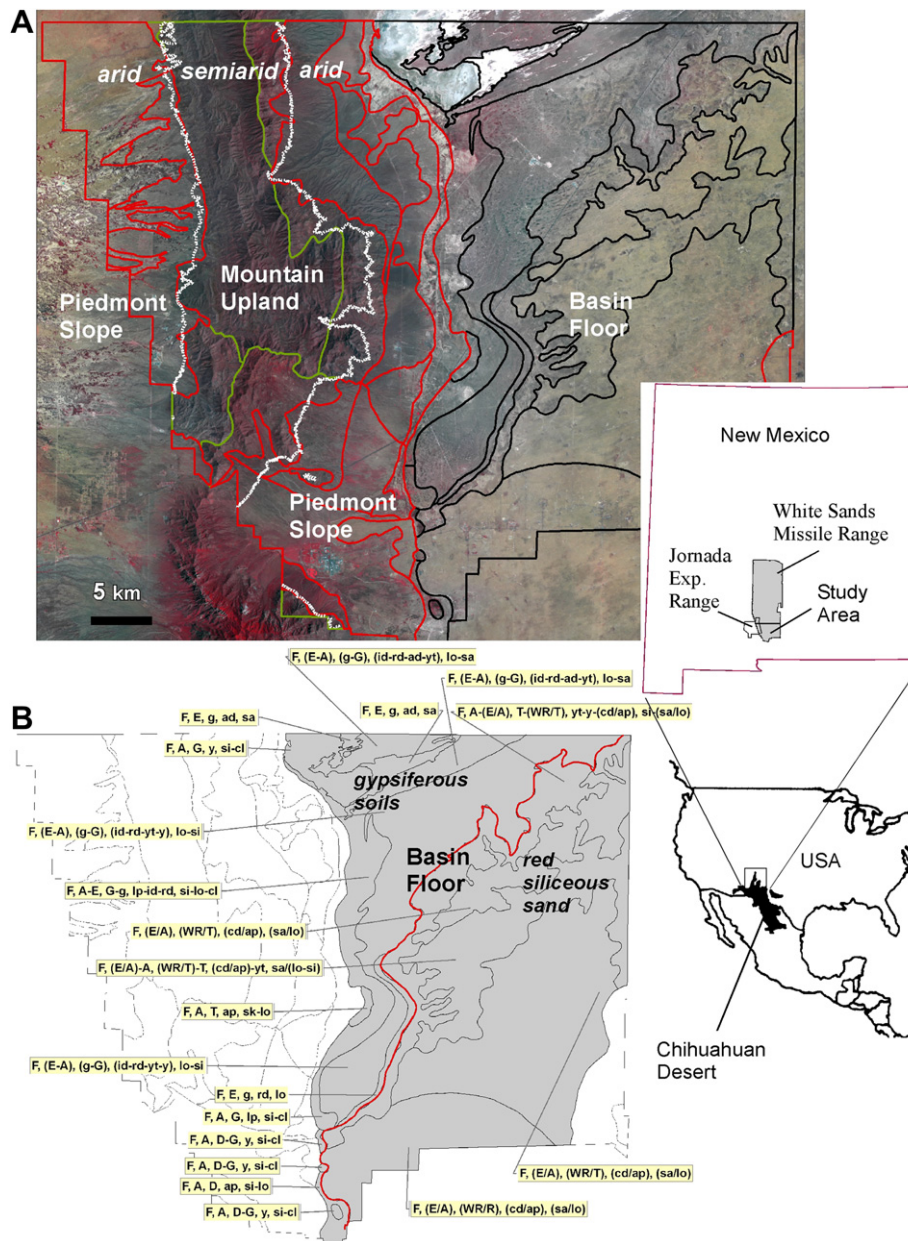 A
arid
semiarid
arid
Mountain
Upland
Piedmont
Slope
Basin
Floor
Piedmont
Slope
5 km
New Mexico
White Sands
Missile Range
Jornada
Exp.
Range
Study
Area
B
F, (E-A), (g-G), (id-rd-ad-yt), lo-sa
F, (E-A), (g-G), (id-rd-ad-yt), lo-sa
F, E, g, ad, sa
F, E, g, ad, sa
F, A-(E/A), T-(WR/T), yt-y-(cd/ap), si-(sa/lo)
F, A, G, y, si-cl
gypsiferous
soils
F, (E-A), (g-G), (id-rd-yt-y), lo-si
Basin
Floor
red
siliceous
sand
F, A-E, G-g, lp-id-rd, si-lo-cl
F, (E/A), (WR/T), (cd/ap), (sa/lo)
F, (E/A)-A, (WR/T)-T, (cd/ap)-yt, sa/(lo-si)
F, A, T, ap, sk-lo
F, (E-A), (g-G), (id-rd-yt-y), lo-si
F, E, g, rd, lo
F, A, G, lp, si-cl
F, A, D-G, y, si-cl
F, A, D-G, y, si-cl
F, A, D, ap, si-lo
F, A, D-G, y, si-cl
F, (E/A), (WR/T), (cd/ap), (sa/lo)
F, (E/A), (WR/R), (cd/ap), (sa/lo)
USA
Chihuahuan
Desert